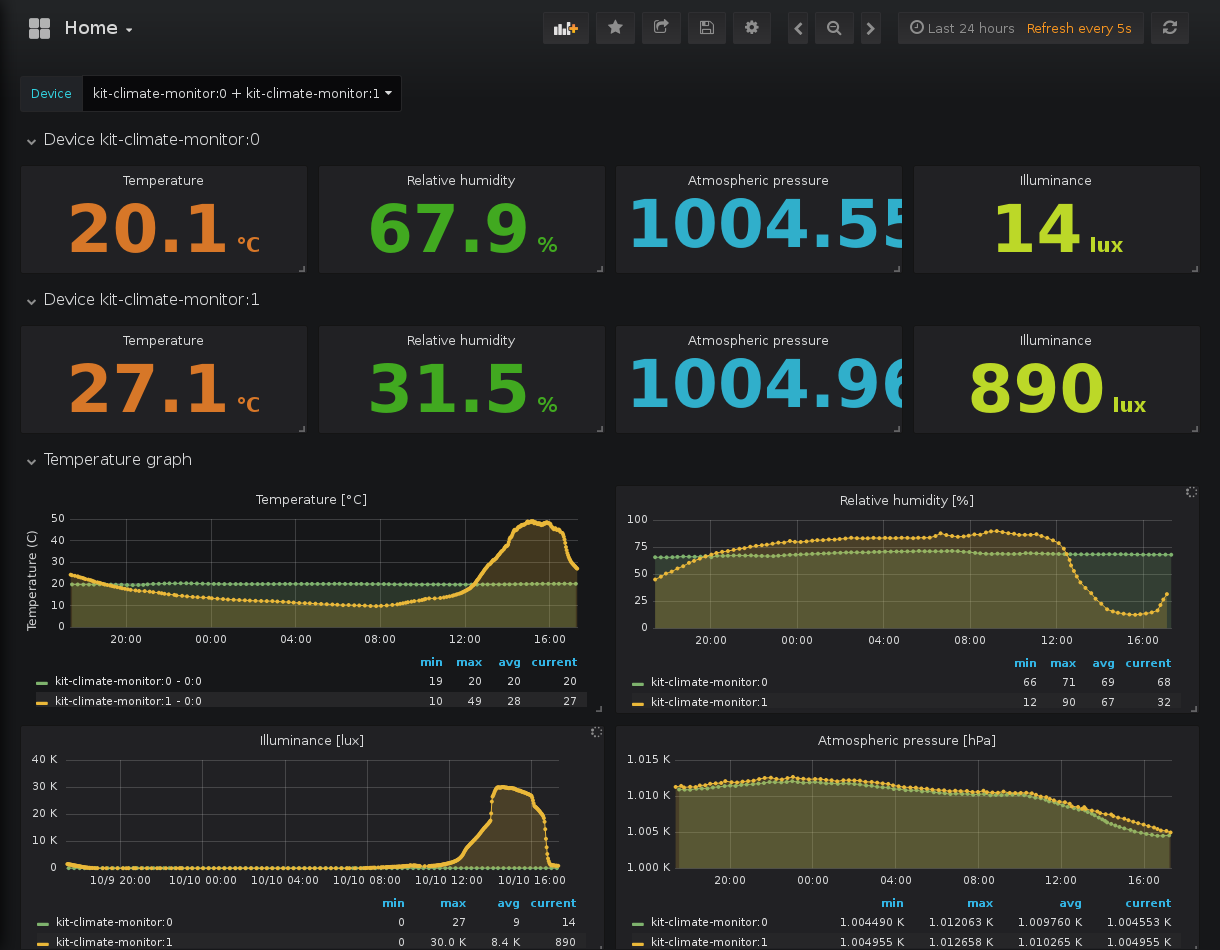 Home
Last 24 hours Refresh every 5s
Device kit-climate-monitor:0 + kit-climate-monitor:1
Device kit-climate-monitor:0
Temperature Relative humidity Atmospheric pressure Illuminance
20.1 °C 67.9 % 1004.55 14 lux
Device kit-climate-monitor:1
Temperature Relative humidity Atmospheric pressure Illuminance
27.1 °C 31.5 % 1004.96 890 lux
Temperature graph
Temperature [°C]
Temperature (C)
50
40
30
20
10
0
20:00 00:00 04:00 08:00 12:00 16:00
min max avg current
kit-climate-monitor:0 - 0:0 19 20 20 20
kit-climate-monitor:1 - 0:0 10 49 28 27
Relative humidity [%]
100
75
50
25
0
20:00 00:00 04:00 08:00 12:00 16:00
min max avg current
kit-climate-monitor:0 66 71 69 68
kit-climate-monitor:1 12 90 67 32
Illuminance [lux]
40 K
30 K
20 K
10 K
0
10/9 20:00 10/10 00:00 10/10 04:00 10/10 08:00 10/10 12:00 10/10 16:00
min max avg current
kit-climate-monitor:0 0 27 9 14
kit-climate-monitor:1 0 30.0 K 8.4 K 890
Atmospheric pressure [hPa]
1.015 K
1.010 K
1.005 K
1.000 K
20:00 00:00 04:00 08:00 12:00 16:00
min max avg current
kit-climate-monitor:0 1.004490 K 1.012063 K 1.009760 K 1.004553 K
kit-climate-monitor:1 1.004955 K 1.012658 K 1.010265 K 1.004955 K